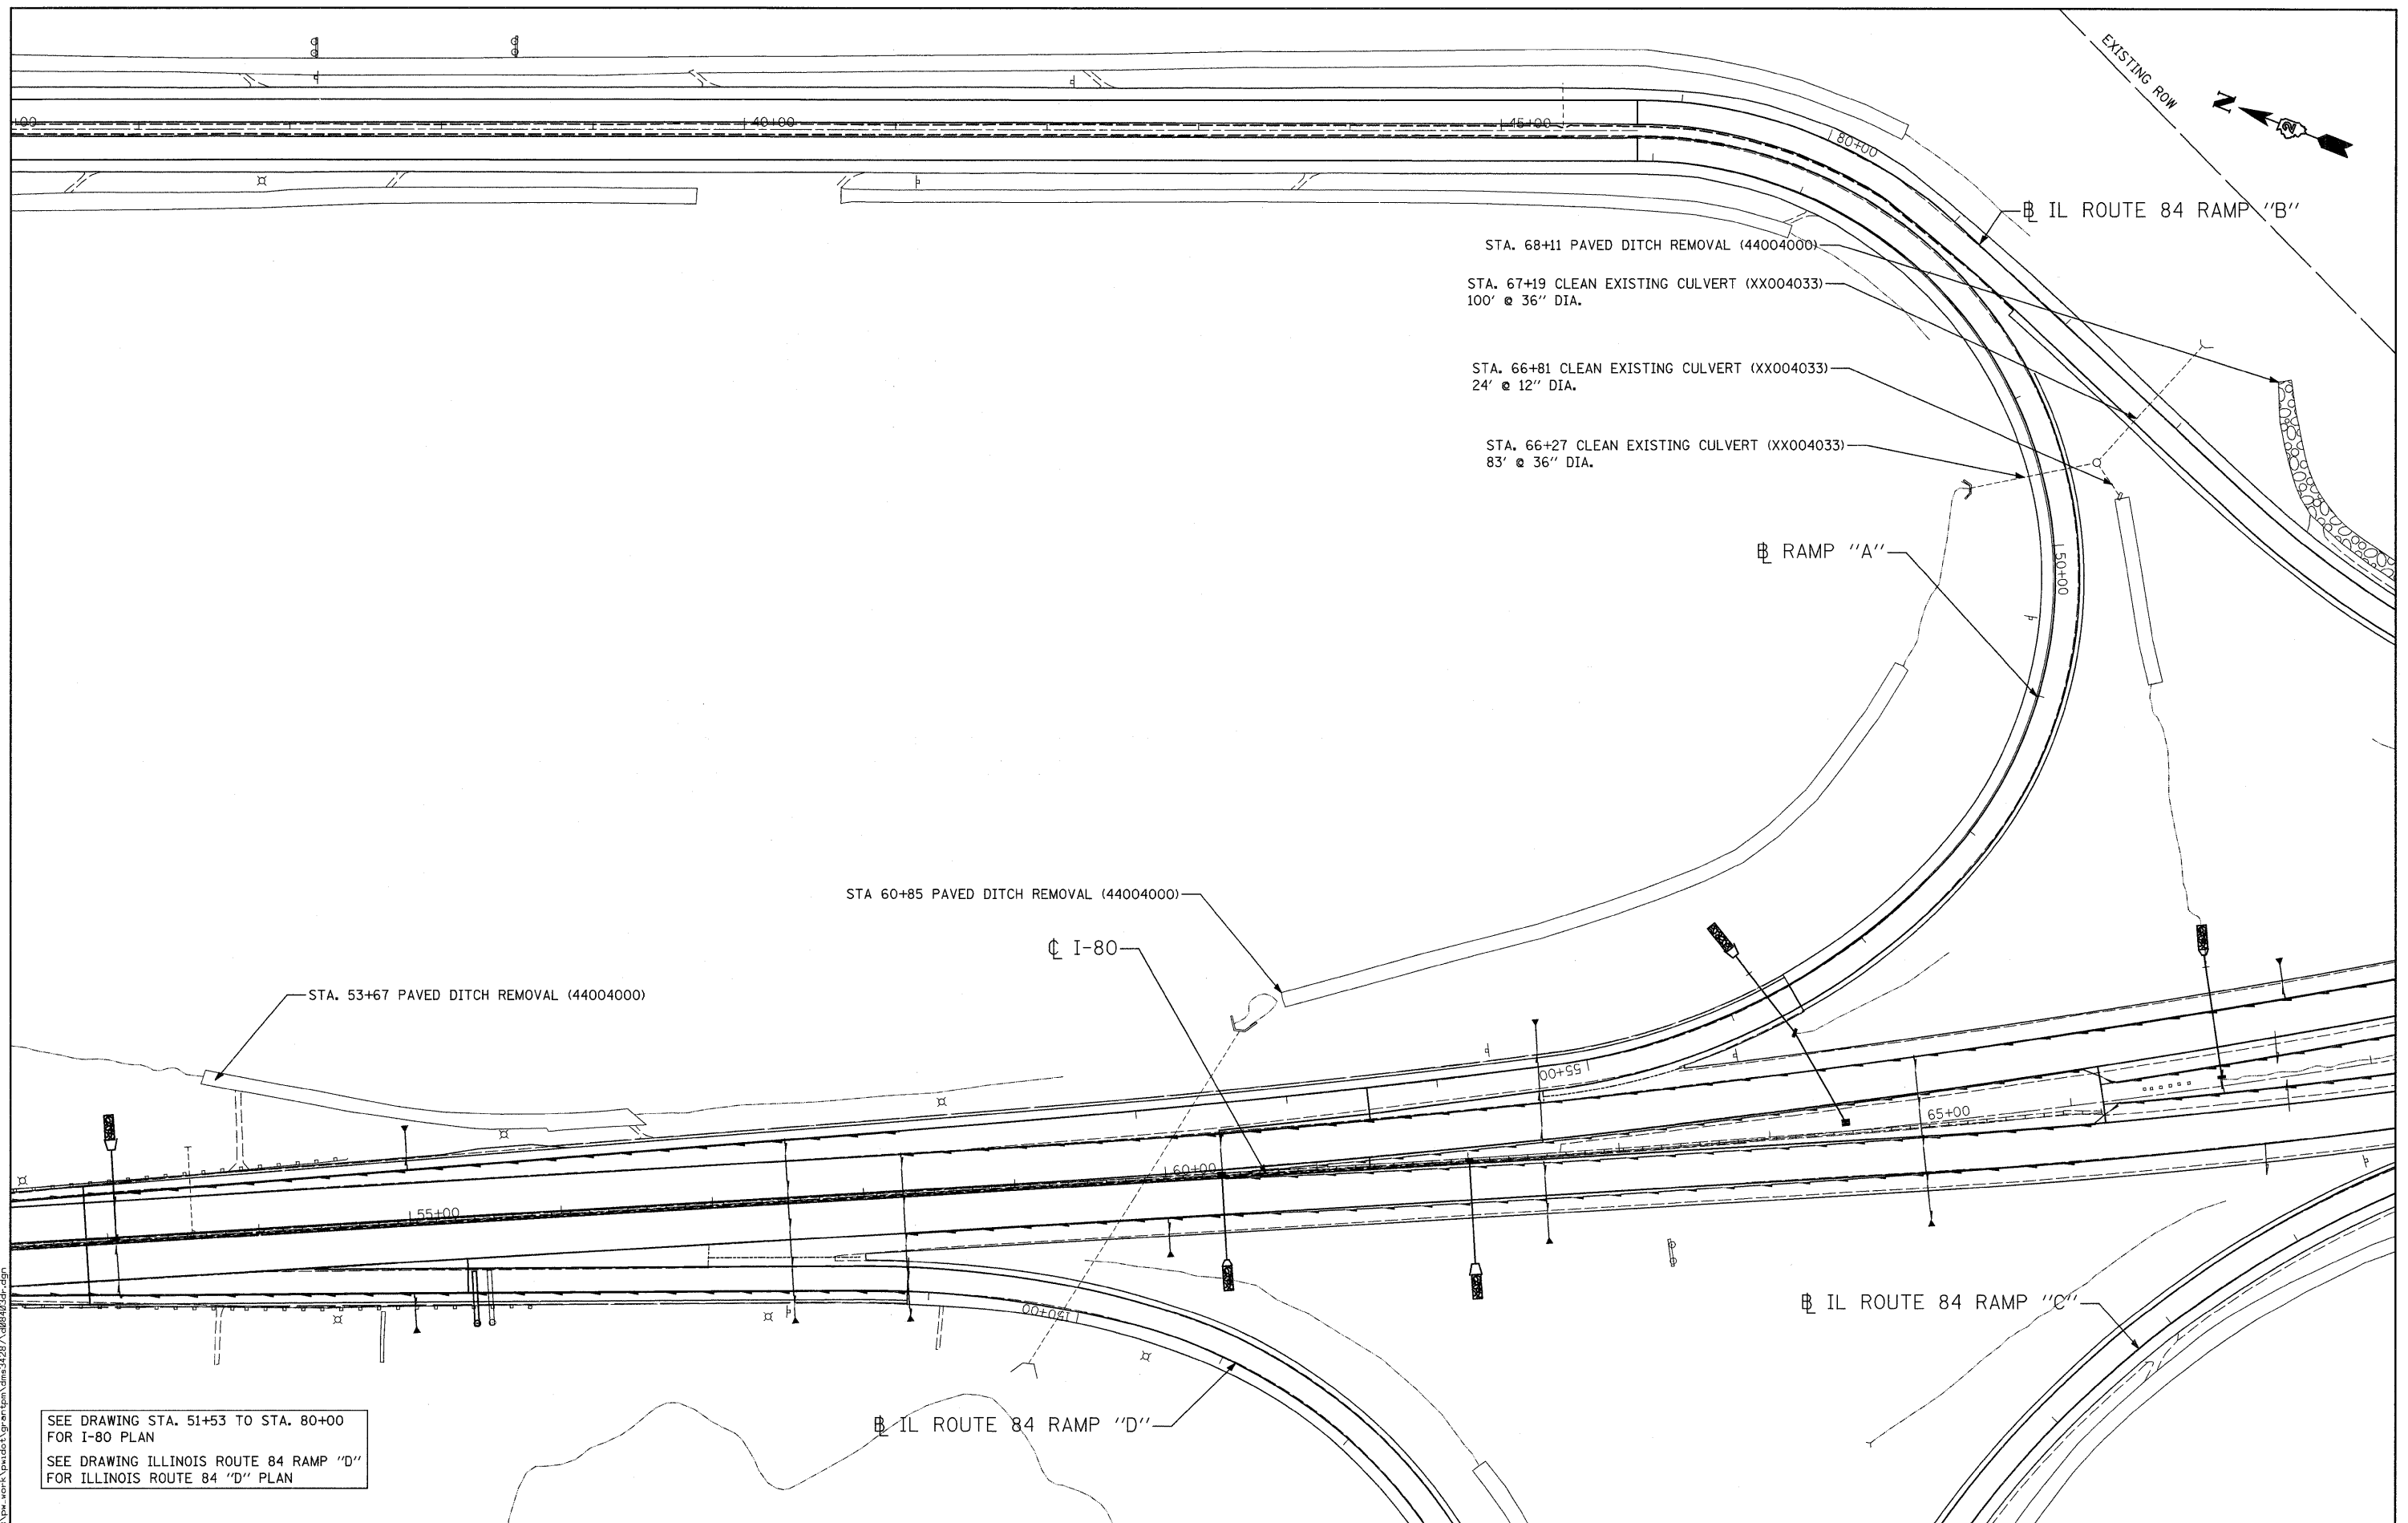 EXISTING ROW
N
2
+00
40+00
45+00
80+00
℄ IL ROUTE 84 RAMP "B"
STA. 68+11 PAVED DITCH REMOVAL (44004000)
STA. 67+19 CLEAN EXISTING CULVERT (XX004033)
100' @ 36" DIA.
STA. 66+81 CLEAN EXISTING CULVERT (XX004033)
24' @ 12" DIA.
STA. 66+27 CLEAN EXISTING CULVERT (XX004033)
83' @ 36" DIA.
℄ RAMP "A"
50+00
STA 60+85 PAVED DITCH REMOVAL (44004000)
℄ I-80
STA. 53+67 PAVED DITCH REMOVAL (44004000)
55+00
65+00
60+00
55+00
150+00
℄ IL ROUTE 84 RAMP "C"
℄ IL ROUTE 84 RAMP "D"
SEE DRAWING STA. 51+53 TO STA. 80+00
FOR I-80 PLAN
SEE DRAWING ILLINOIS ROUTE 84 RAMP "D"
FOR ILLINOIS ROUTE 84 "D" PLAN